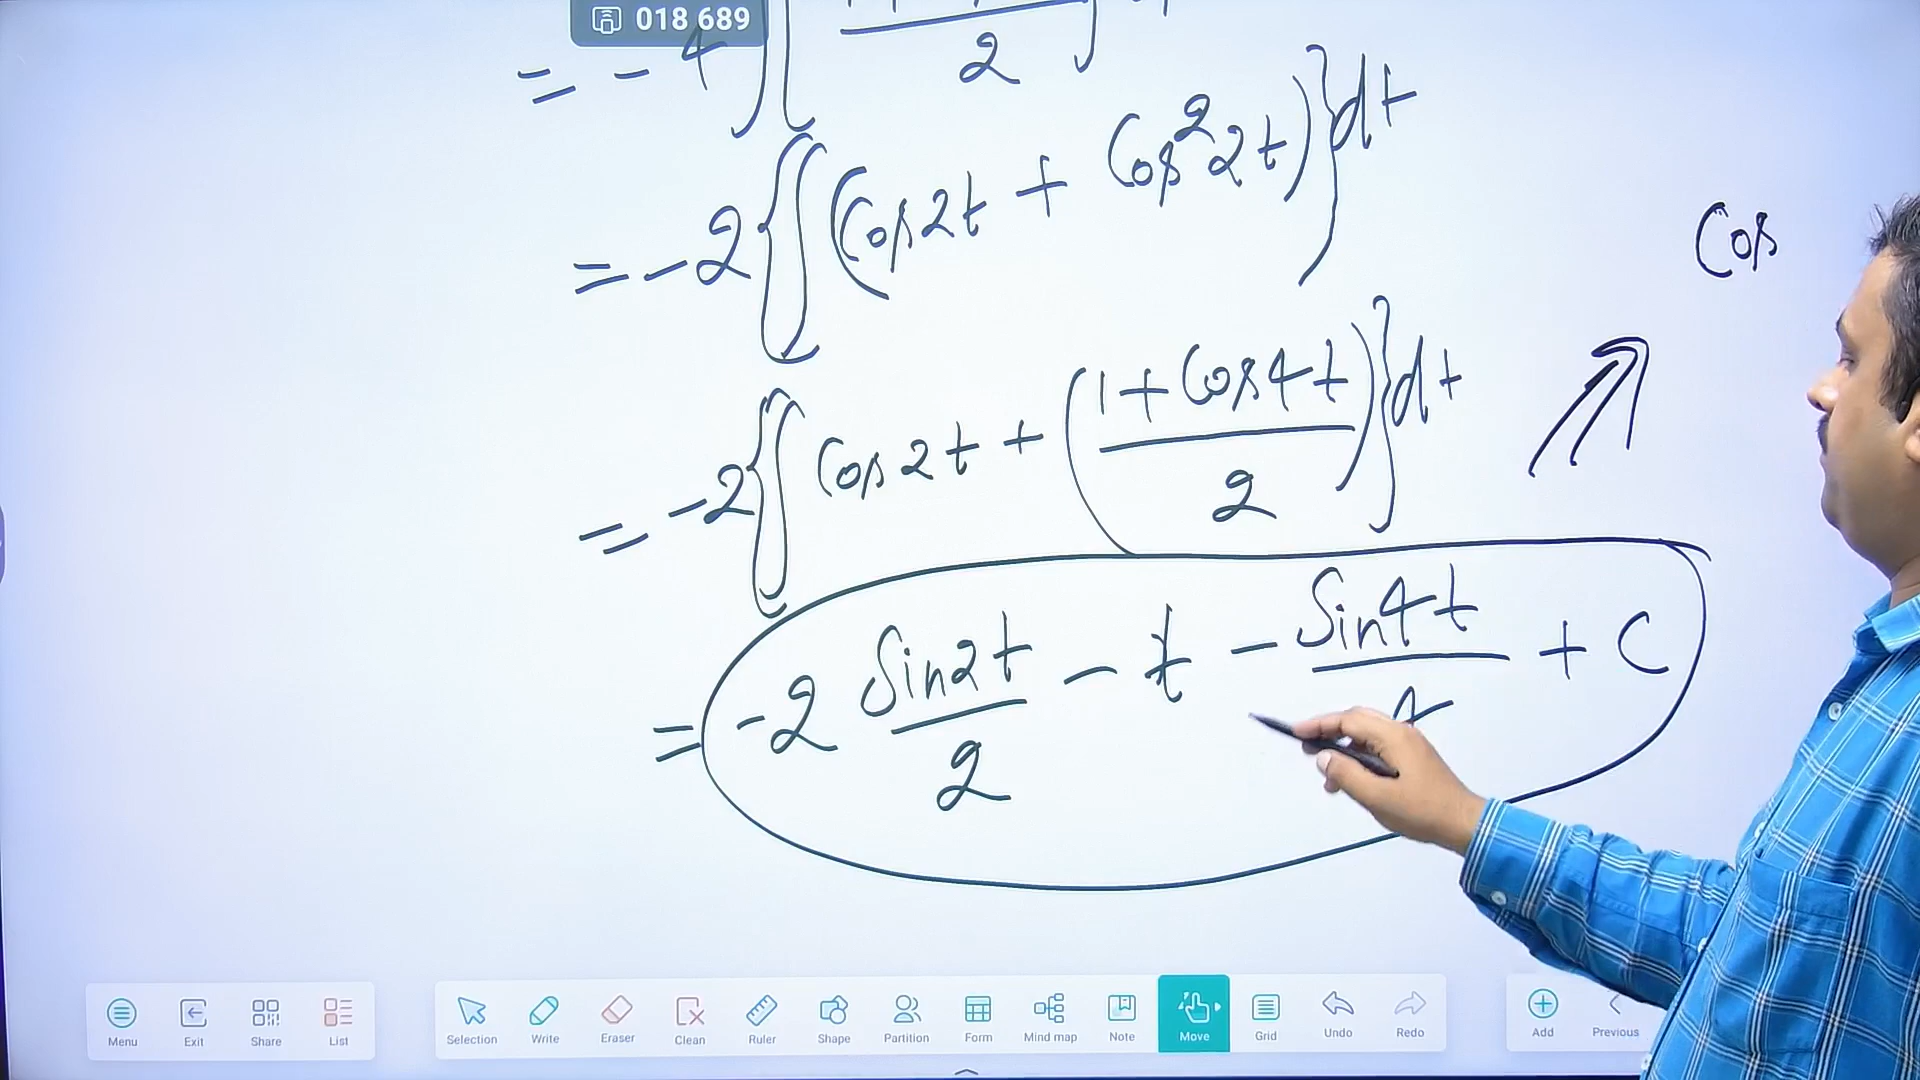 018 689
= - 4 ∫ [ 2 ]
= -2 {∫ (Cos2t + Cos²2t)} dt
Cos
= -2 {∫ Cos2t + (1 + Cos4t / 2)} dt
= -2 Sin2t / 2 - t - Sin4t / 4 + C
Menu Exit Share List Selection Write Eraser Clean Ruler Shape Partition Form Mind map Note Move Grid Undo Redo Add Previous